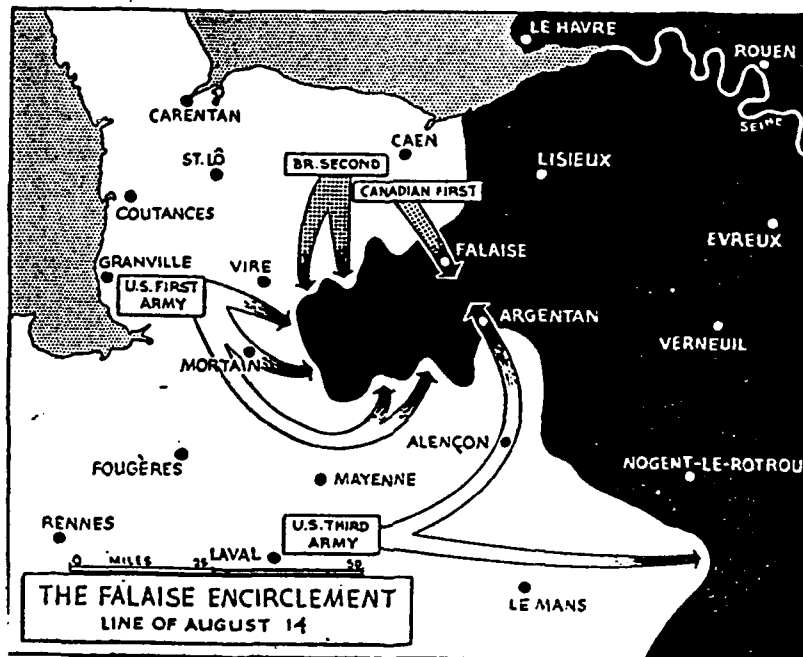 LE HAVRE
ROUEN
SEINE
CARENTAN
CAEN
ST. LÔ
BR. SECOND
LISIEUX
CANADIAN FIRST
COUTANCES
EVREUX
FALAISE
GRANVILLE
VIRE
U.S. FIRST
ARMY
ARGENTAN
VERNEUIL
MORTAIN
ALENÇON
FOUGÈRES
NOGENT-LE-ROTROU
MAYENNE
RENNES
U.S. THIRD
ARMY
LAVAL
0 MILES 25 50
LE MANS
THE FALAISE ENCIRCLEMENT
LINE OF AUGUST 14